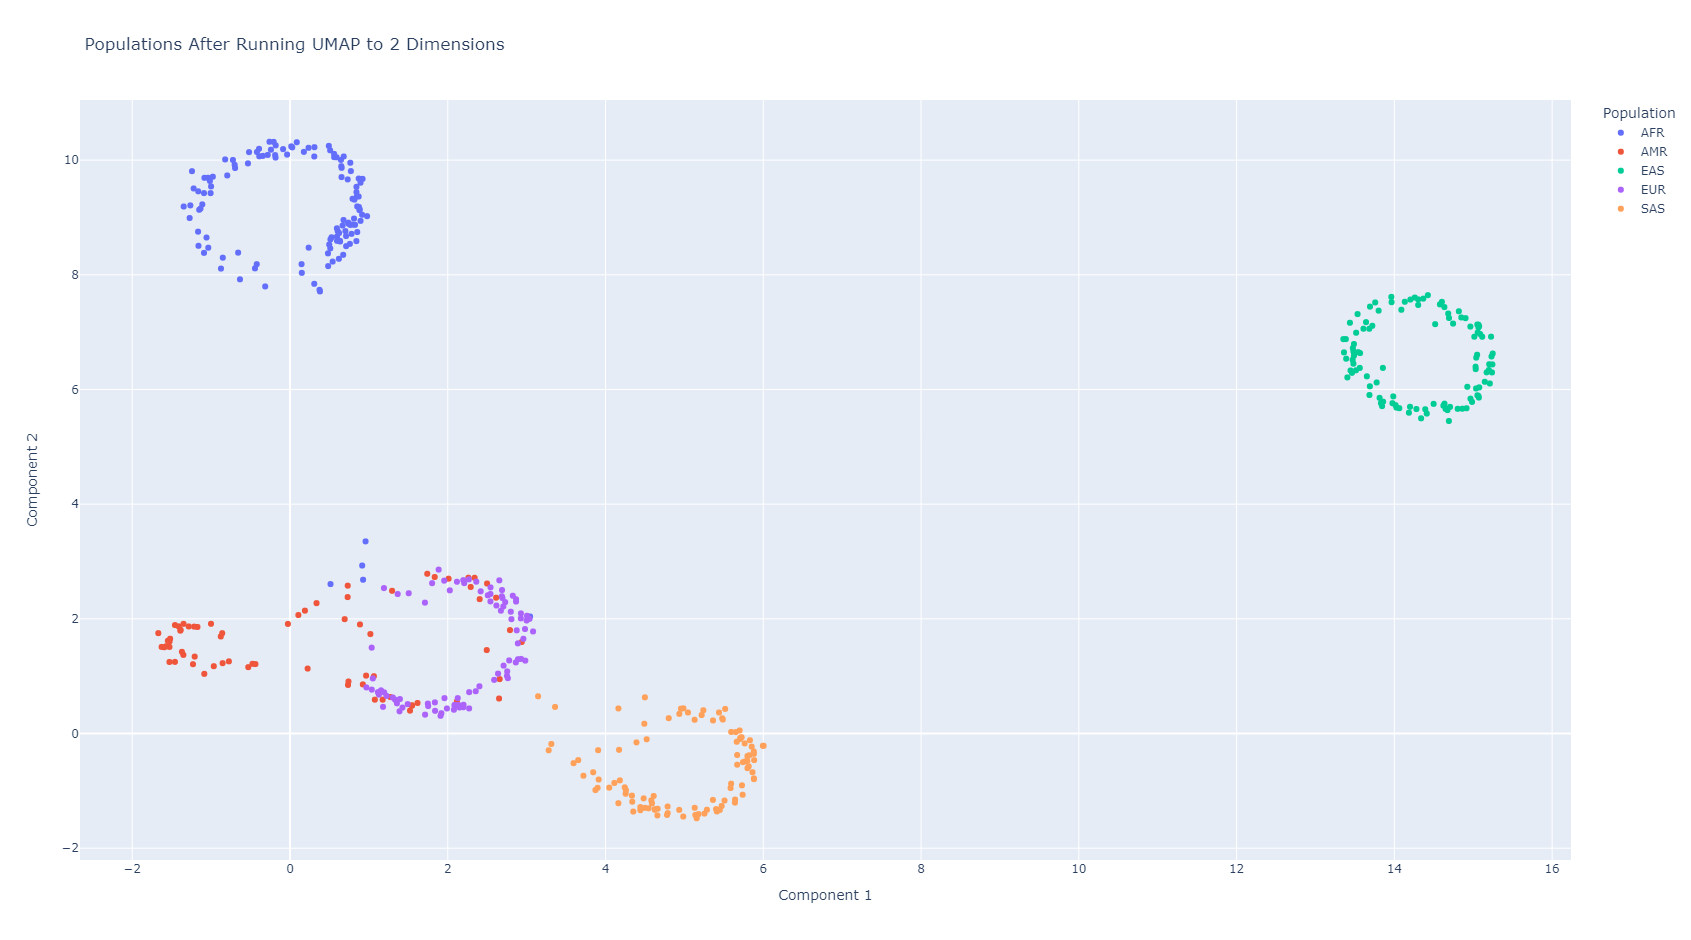 Populations After Running UMAP to 2 Dimensions
Population
AFR
AMR
EAS
EUR
SAS
10
8
6
4
2
0
−2
Component 2
−2 0 2 4 6 8 10 12 14 16
Component 1